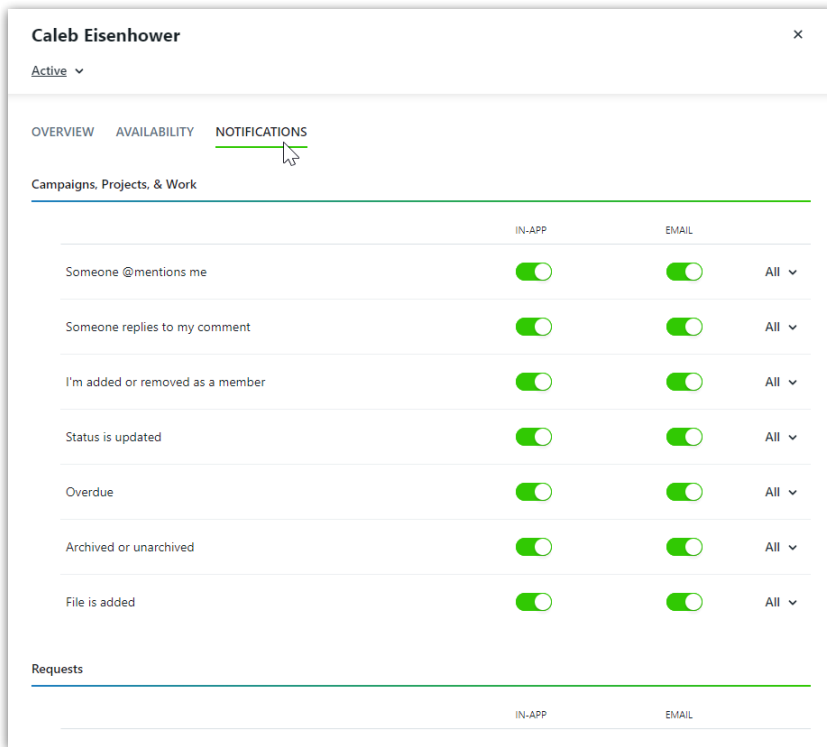 Caleb Eisenhower
Active
OVERVIEW AVAILABILITY NOTIFICATIONS
Campaigns, Projects, & Work
IN-APP EMAIL
Someone @mentions me All
Someone replies to my comment All
I'm added or removed as a member All
Status is updated All
Overdue All
Archived or unarchived All
File is added All
Requests
IN-APP EMAIL